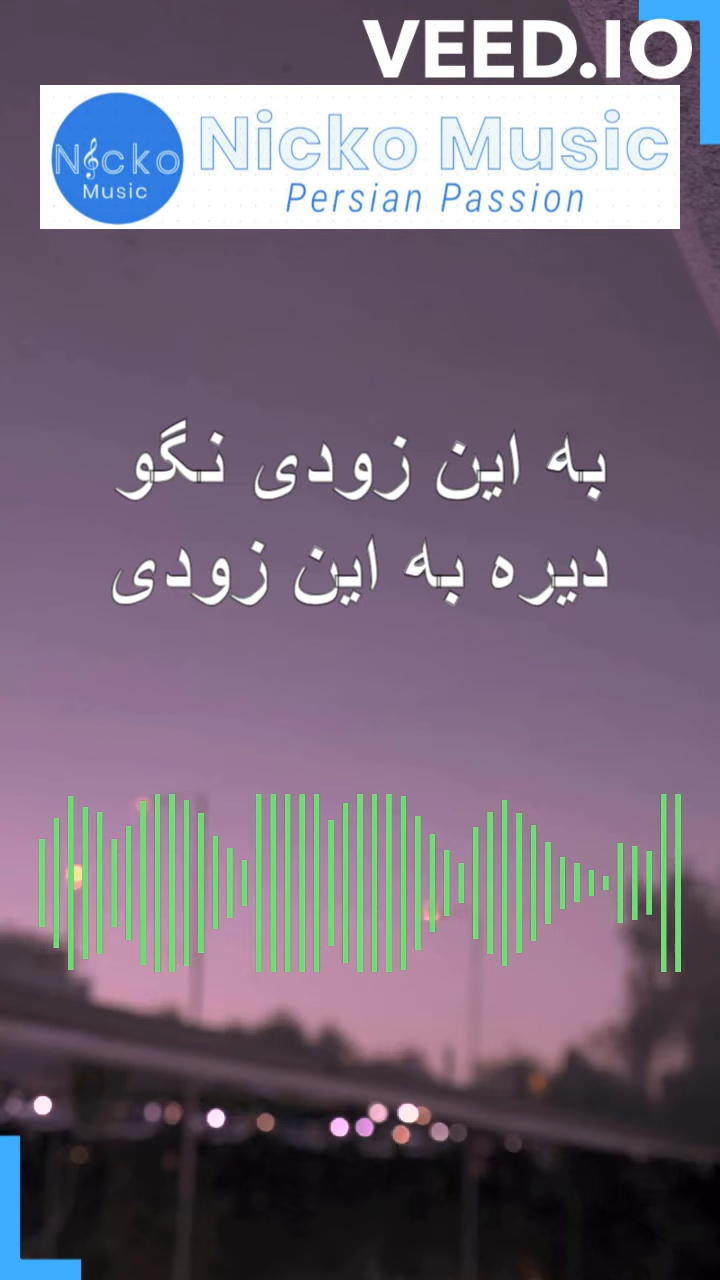 VEED.IO
Nicko
Music
Nicko Music
Persian Passion
به این زودی نگو
دیره به این زودی